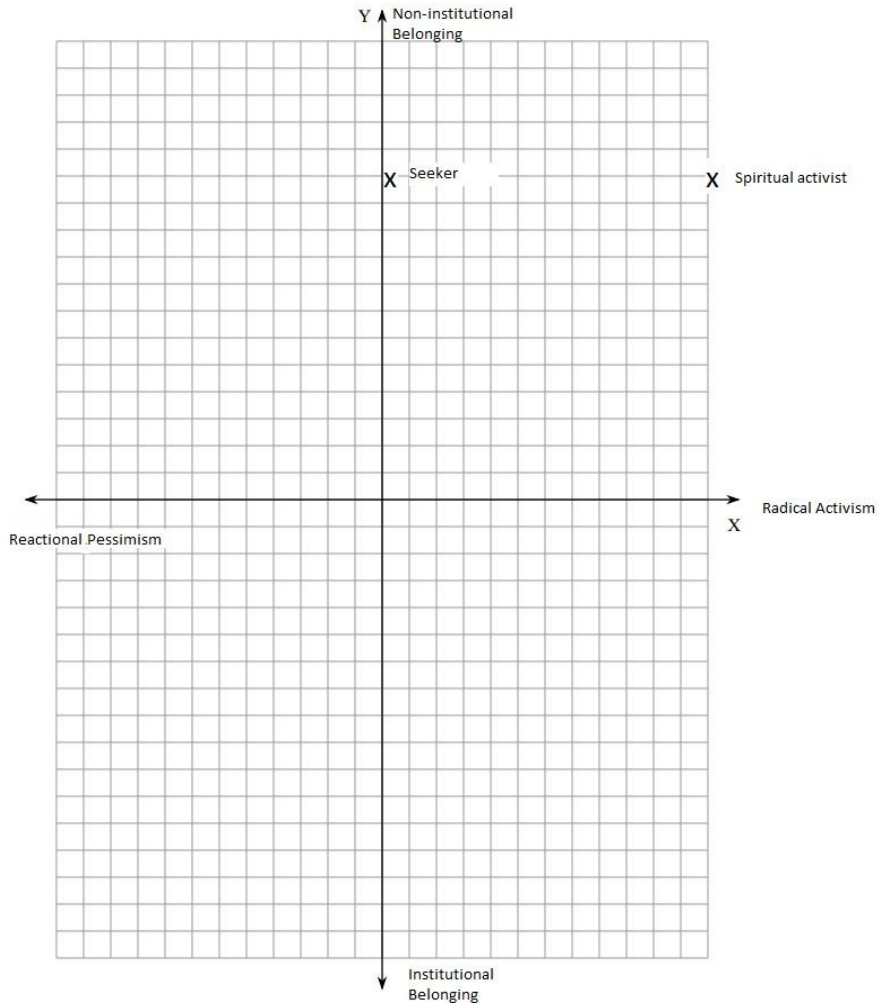 Y Non-institutional
Belonging
X Seeker
X Spiritual activist
Radical Activism
X
Reactional Pessimism
Institutional
Belonging